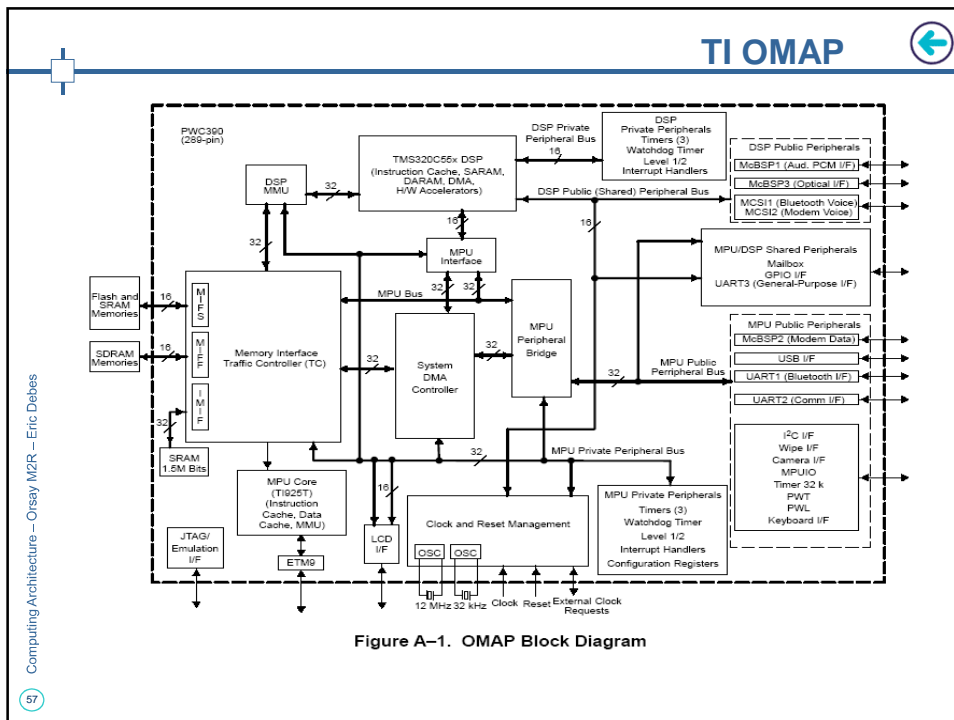 TI OMAP
PWC390
(289-pin)
DSP
MMU
32
TMS320C55x DSP
(Instruction Cache, SARAM,
DARAM, DMA,
H/W Accelerators)
DSP Private
Peripheral Bus
16
DSP
Private Peripherals
Timers (3)
Watchdog Timer
Level 1/2
Interrupt Handlers
DSP Public (Shared) Peripheral Bus
16
DSP Public Peripherals
McBSP1 (Aud. PCM I/F)
McBSP3 (Optical I/F)
MCSI1 (Bluetooth Voice)
MCSI2 (Modem Voice)
16
32
MPU
Interface
32
32
MPU Bus
MPU/DSP Shared Peripherals
Mailbox
GPIO I/F
UART3 (General-Purpose I/F)
Flash and
SRAM
Memories
16
MIFS
SDRAM
Memories
16
MIFF
IMIF
32
SRAM
1.5M Bits
Memory Interface
Traffic Controller (TC)
32
System
DMA
Controller
32
MPU
Peripheral
Bridge
MPU Public
Peripheral Bus
32
MPU Public Peripherals
McBSP2 (Modem Data)
USB I/F
UART1 (Bluetooth I/F)
UART2 (Comm I/F)
I2C I/F
Wipe I/F
Camera I/F
MPUIO
Timer 32 k
PWT
PWL
Keyboard I/F
32
MPU Private Peripheral Bus
MPU Core
(TI925T)
(Instruction
Cache, Data
Cache, MMU)
16
LCD
I/F
Clock and Reset Management
OSC
OSC
MPU Private Peripherals
Timers (3)
Watchdog Timer
Level 1/2
Interrupt Handlers
Configuration Registers
JTAG/
Emulation
I/F
ETM9
12 MHz
32 kHz
Clock
Reset
External Clock
Requests
Figure A–1. OMAP Block Diagram
Computing Architecture – Orsay M2R – Eric Debes
57